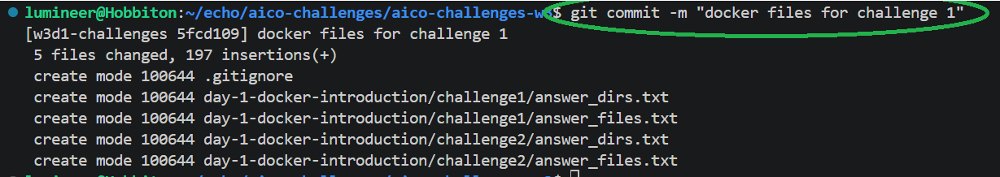 lumineer@Hobbiton:~/echo/aico-challenges/aico-challenges-w3$ git commit -m "docker files for challenge 1"
[w3d1-challenges 5fcd109] docker files for challenge 1
5 files changed, 197 insertions(+)
create mode 100644 .gitignore
create mode 100644 day-1-docker-introduction/challenge1/answer_dirs.txt
create mode 100644 day-1-docker-introduction/challenge1/answer_files.txt
create mode 100644 day-1-docker-introduction/challenge2/answer_dirs.txt
create mode 100644 day-1-docker-introduction/challenge2/answer_files.txt